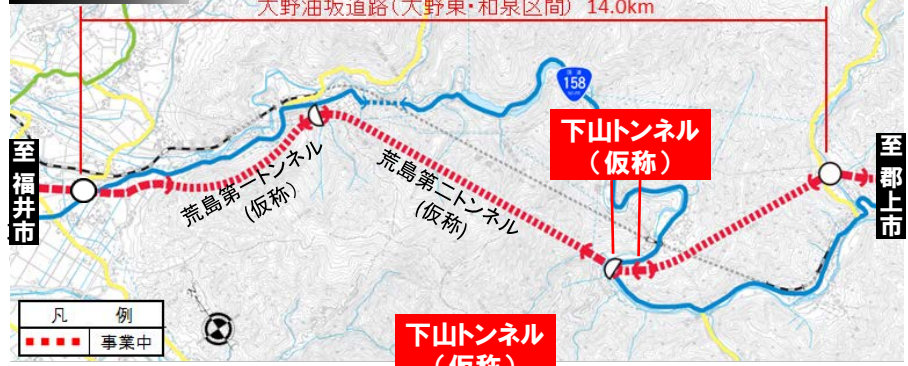 大野油坂道路(大野東・和泉区間) 14.0km
158
下山トンネル
(仮称)
至 福井市
至 郡上市
荒島第一トンネル
(仮称)
荒島第二トンネル
(仮称)
N
凡 例
事業中
下山トンネル
(仮称)